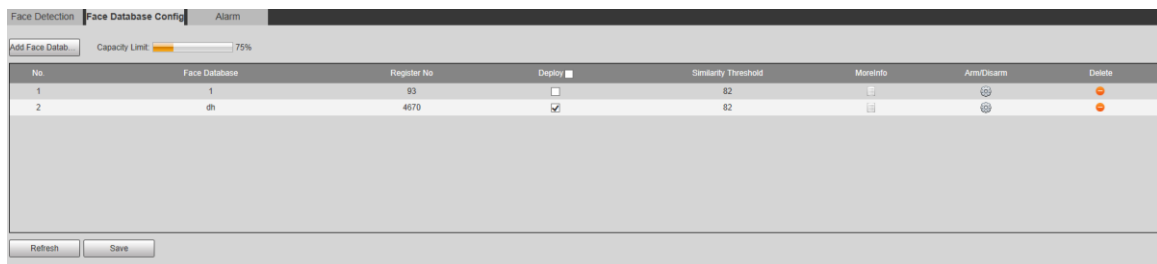 Face Detection Face Database Config Alarm
Add Face Datab... Capacity Limit: 75%
No. Face Database Register No Deploy Similarity Threshold MoreInfo Arm/Disarm Delete
1 1 93 82
2 dh 4670 82
Refresh Save